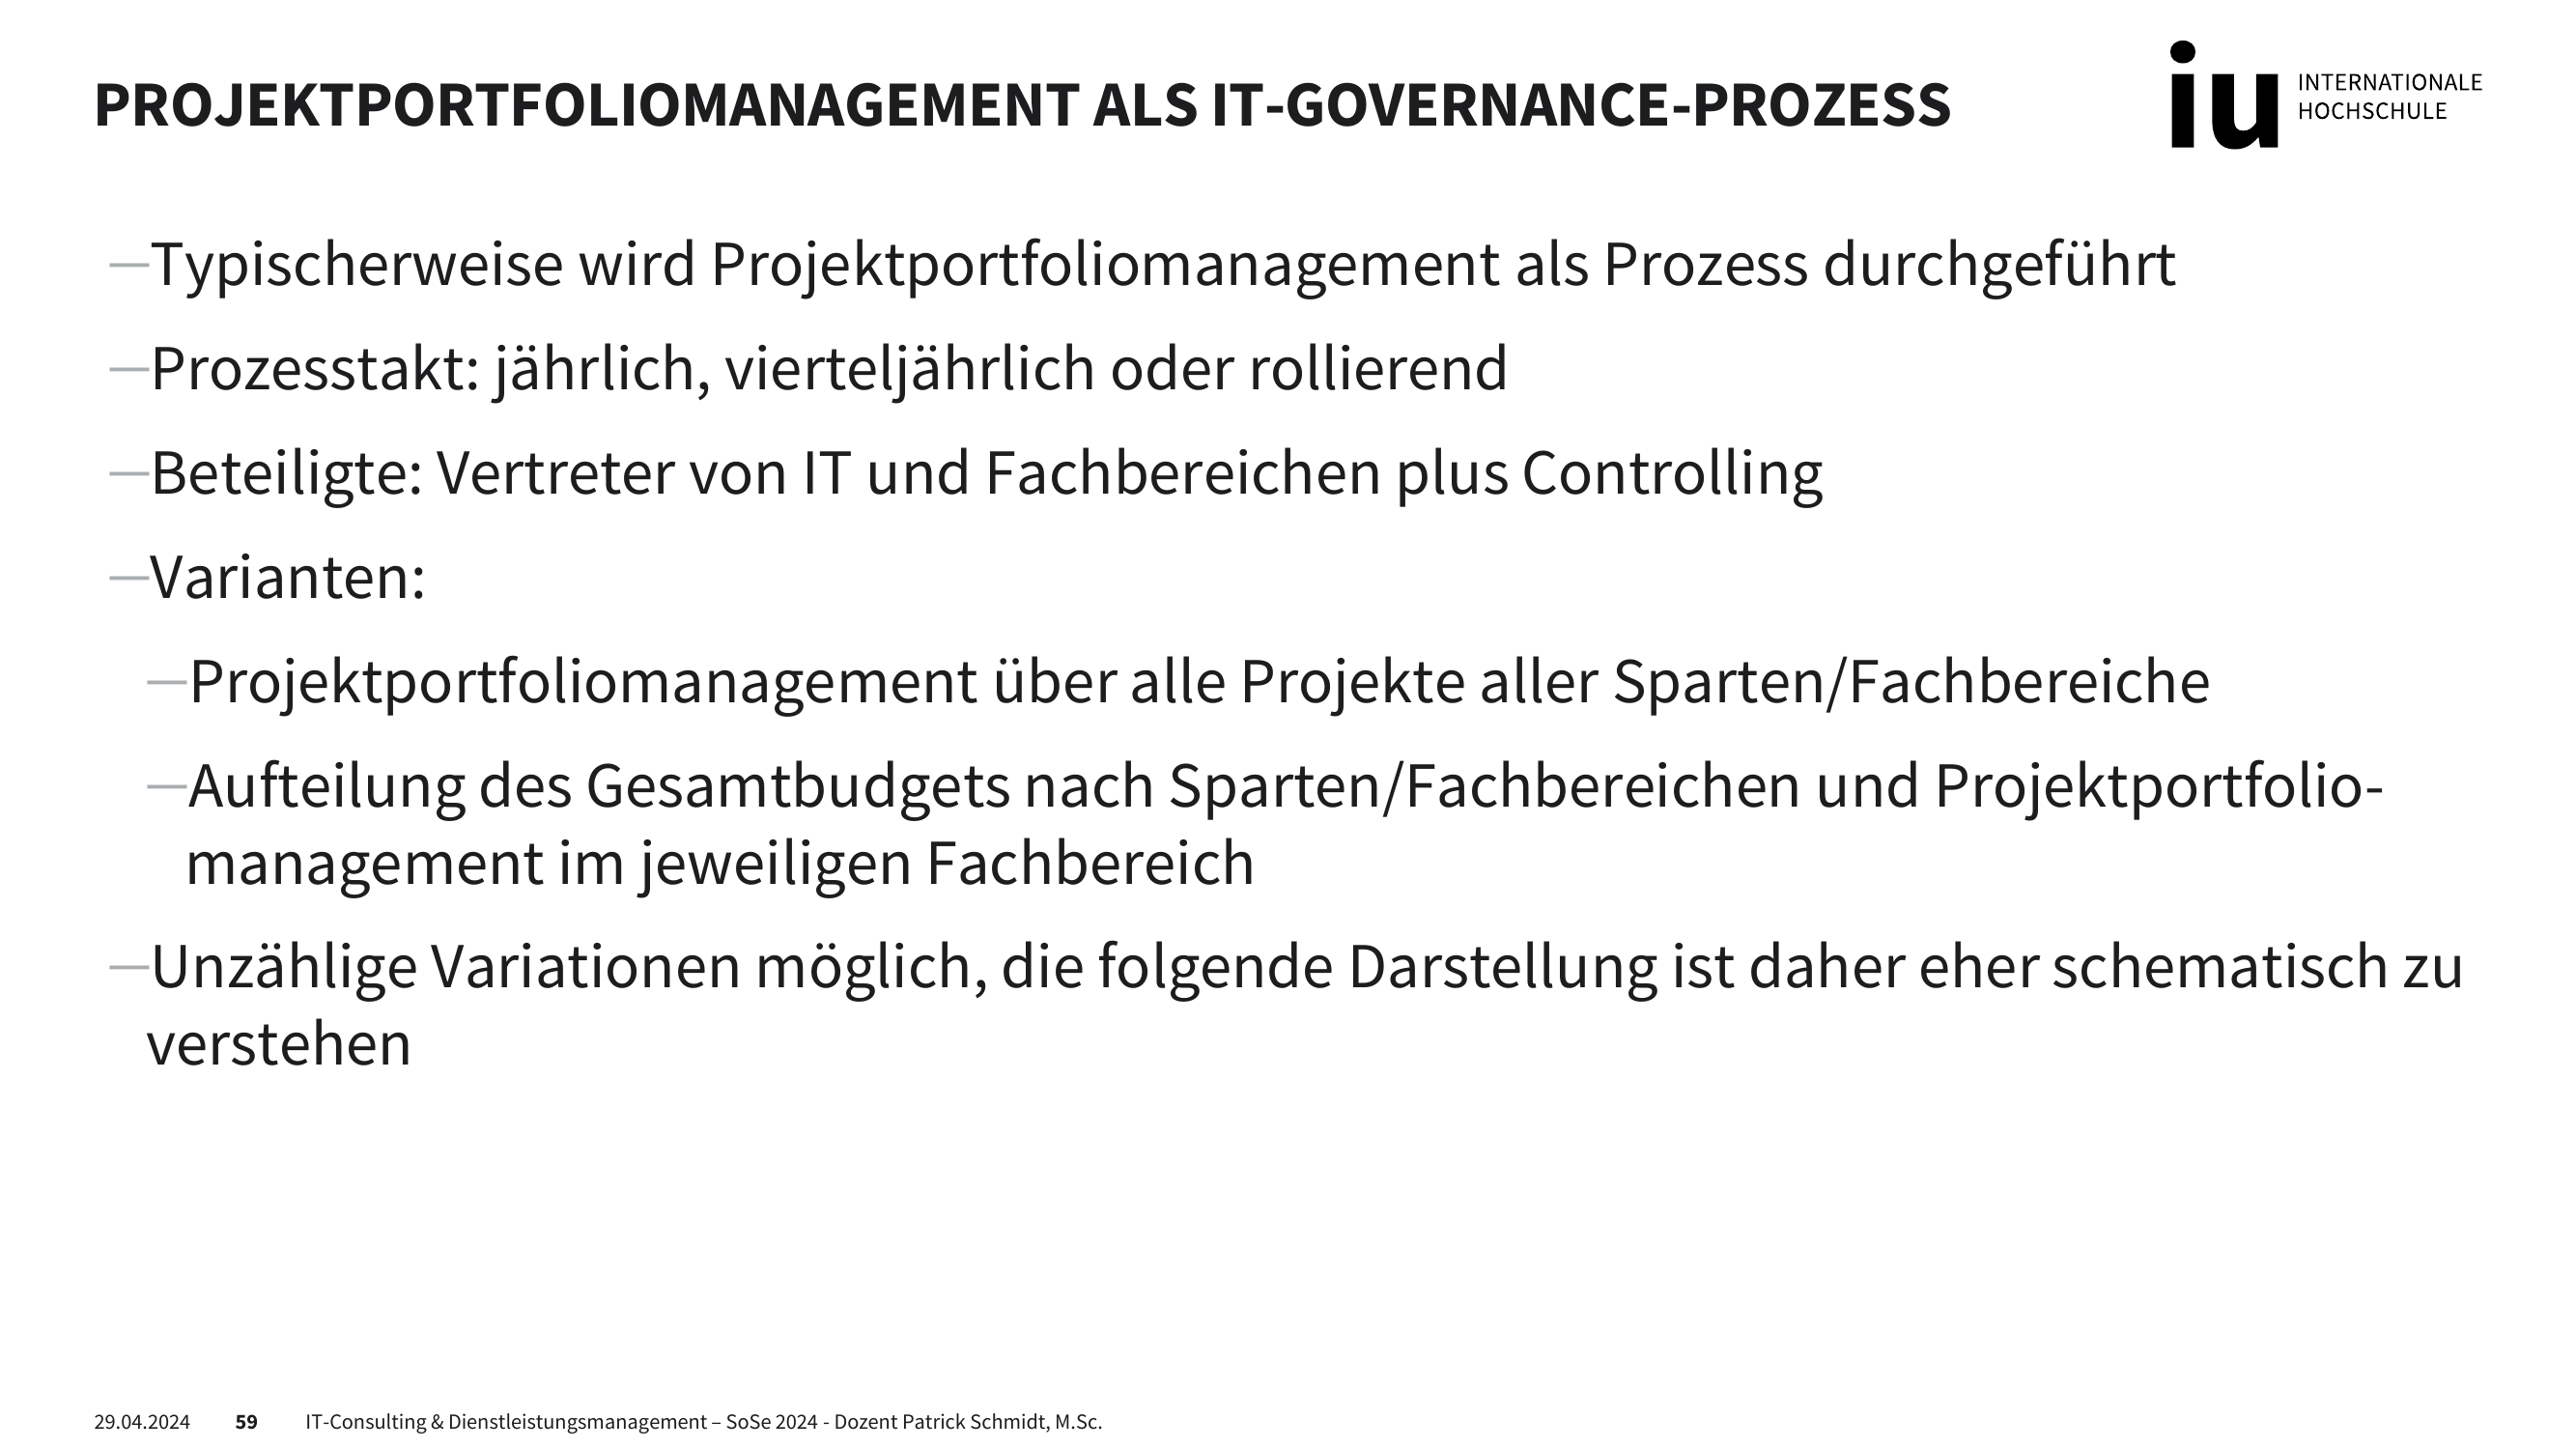 PROJEKTPORTFOLIOMANAGEMENT ALS IT-GOVERNANCE-PROZESS
iu INTERNATIONALE
HOCHSCHULE
—Typischerweise wird Projektportfoliomanagement als Prozess durchgeführt
—Prozesstakt: jährlich, vierteljährlich oder rollierend
—Beteiligte: Vertreter von IT und Fachbereichen plus Controlling
—Varianten:
—Projektportfoliomanagement über alle Projekte aller Sparten/Fachbereiche
—Aufteilung des Gesamtbudgets nach Sparten/Fachbereichen und Projektportfolio-
management im jeweiligen Fachbereich
—Unzählige Variationen möglich, die folgende Darstellung ist daher eher schematisch zu
verstehen
29.04.2024 59 IT-Consulting & Dienstleistungsmanagement – SoSe 2024 - Dozent Patrick Schmidt, M.Sc.